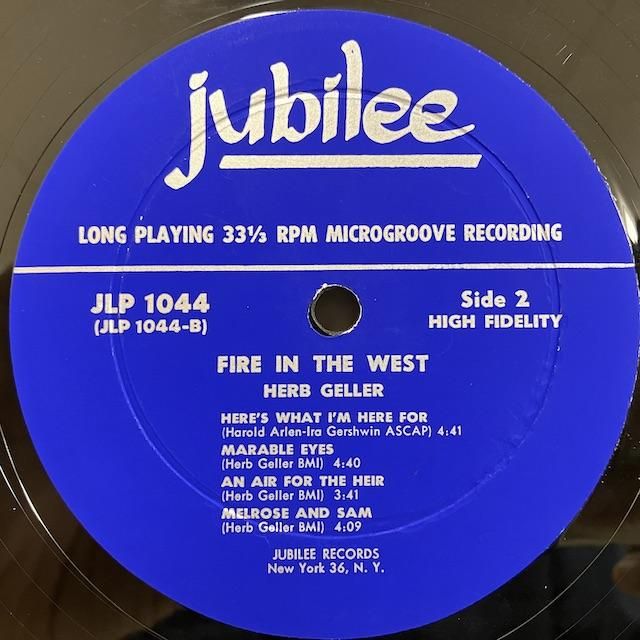 jubilee
LONG PLAYING 33⅓ RPM MICROGROOVE RECORDING
JLP 1044
(JLP 1044-B)
Side 2
HIGH FIDELITY
FIRE IN THE WEST
HERB GELLER
HERE'S WHAT I'M HERE FOR
(Harold Arlen-Ira Gershwin ASCAP) 4:41
MARABLE EYES
(Herb Geller BMI) 4:40
AN AIR FOR THE HEIR
(Herb Geller BMI) 3:41
MELROSE AND SAM
(Herb Geller BMI) 4:09
JUBILEE RECORDS
New York 36, N. Y.